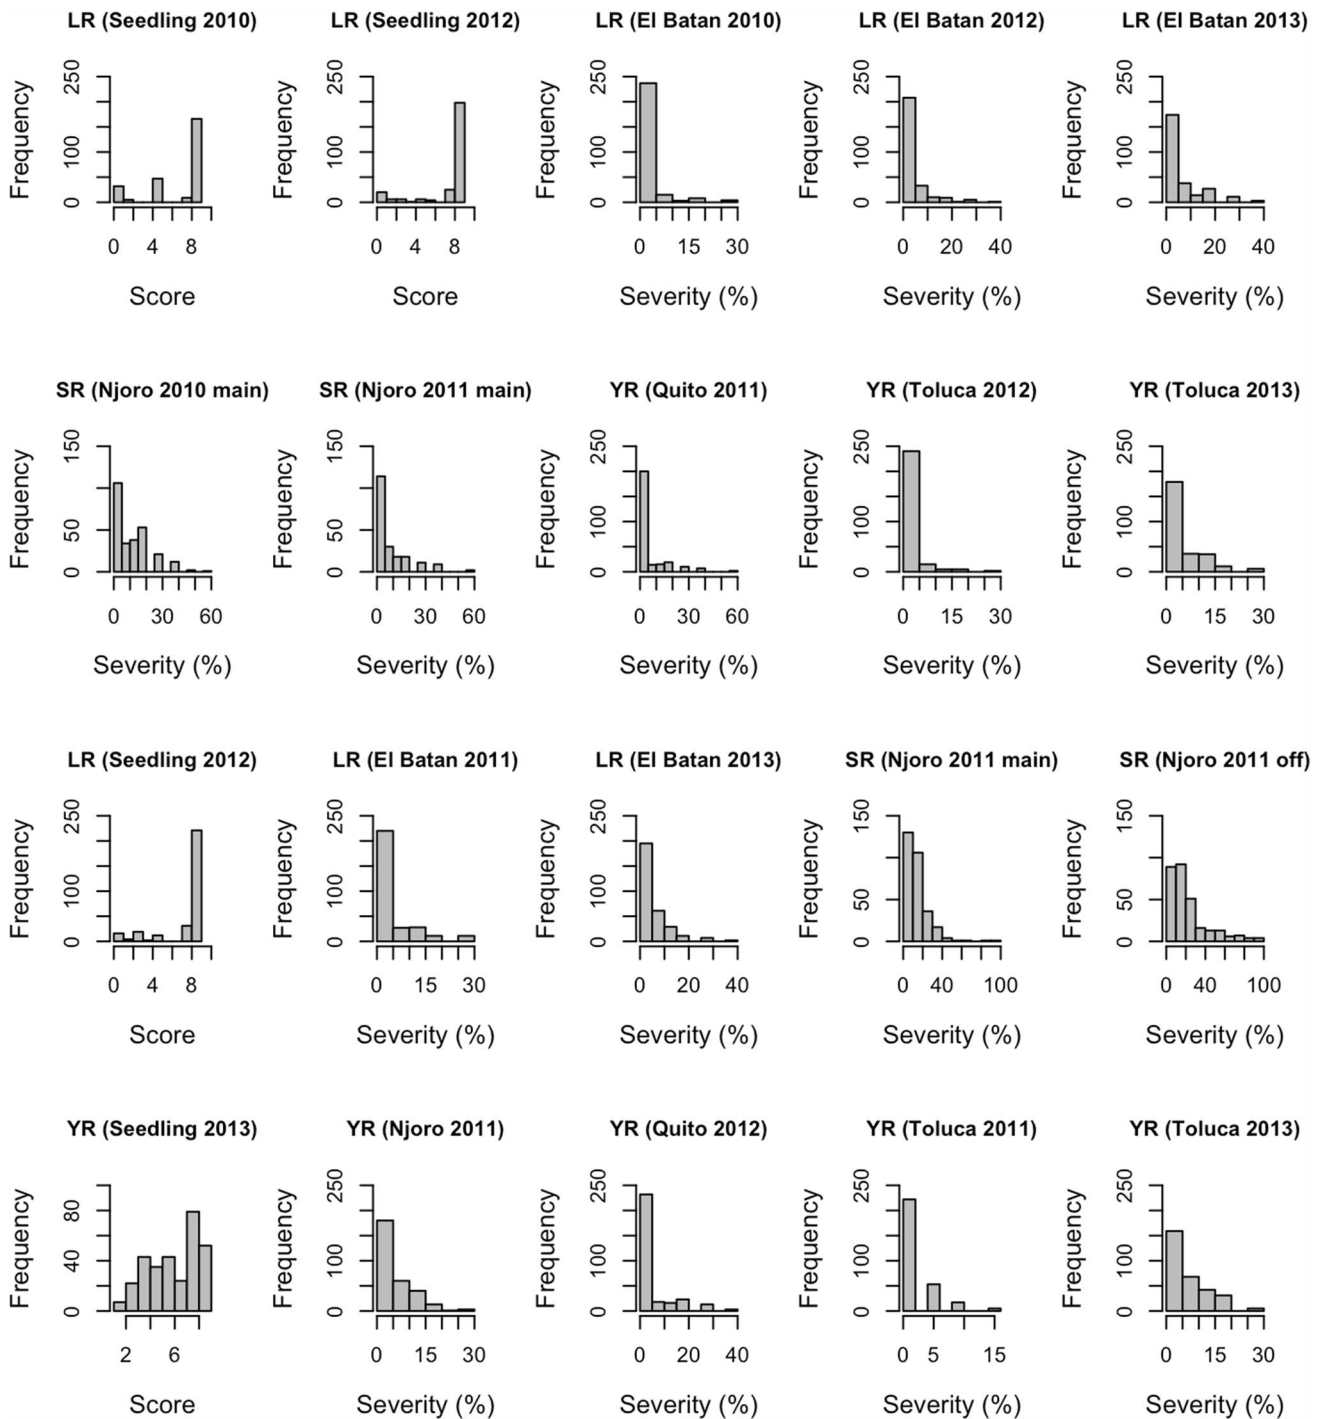 LR (Seedling 2010) LR (Seedling 2012) LR (El Batan 2010) LR (El Batan 2012) LR (El Batan 2013)
Frequency 0 100 250 Frequency 0 100 250 Frequency 0 100 250 Frequency 0 100 250 Frequency 0 100 250
0 4 8 0 4 8 0 15 30 0 20 40 0 20 40
Score Score Severity (%) Severity (%) Severity (%)
SR (Njoro 2010 main) SR (Njoro 2011 main) YR (Quito 2011) YR (Toluca 2012) YR (Toluca 2013)
Frequency 0 50 150 Frequency 0 50 150 Frequency 0 100 250 Frequency 0 100 250 Frequency 0 100 250
0 30 60 0 30 60 0 30 60 0 15 30 0 15 30
Severity (%) Severity (%) Severity (%) Severity (%) Severity (%)
LR (Seedling 2012) LR (El Batan 2011) LR (El Batan 2013) SR (Njoro 2011 main) SR (Njoro 2011 off)
Frequency 0 100 250 Frequency 0 100 250 Frequency 0 100 250 Frequency 0 50 150 Frequency 0 50 150
0 4 8 0 15 30 0 20 40 0 40 100 0 40 100
Score Severity (%) Severity (%) Severity (%) Severity (%)
YR (Seedling 2013) YR (Njoro 2011) YR (Quito 2012) YR (Toluca 2011) YR (Toluca 2013)
Frequency 0 40 80 Frequency 0 100 250 Frequency 0 100 250 Frequency 0 100 250 Frequency 0 100 250
2 6 0 15 30 0 20 40 0 5 15 0 15 30
Score Severity (%) Severity (%) Severity (%) Severity (%)